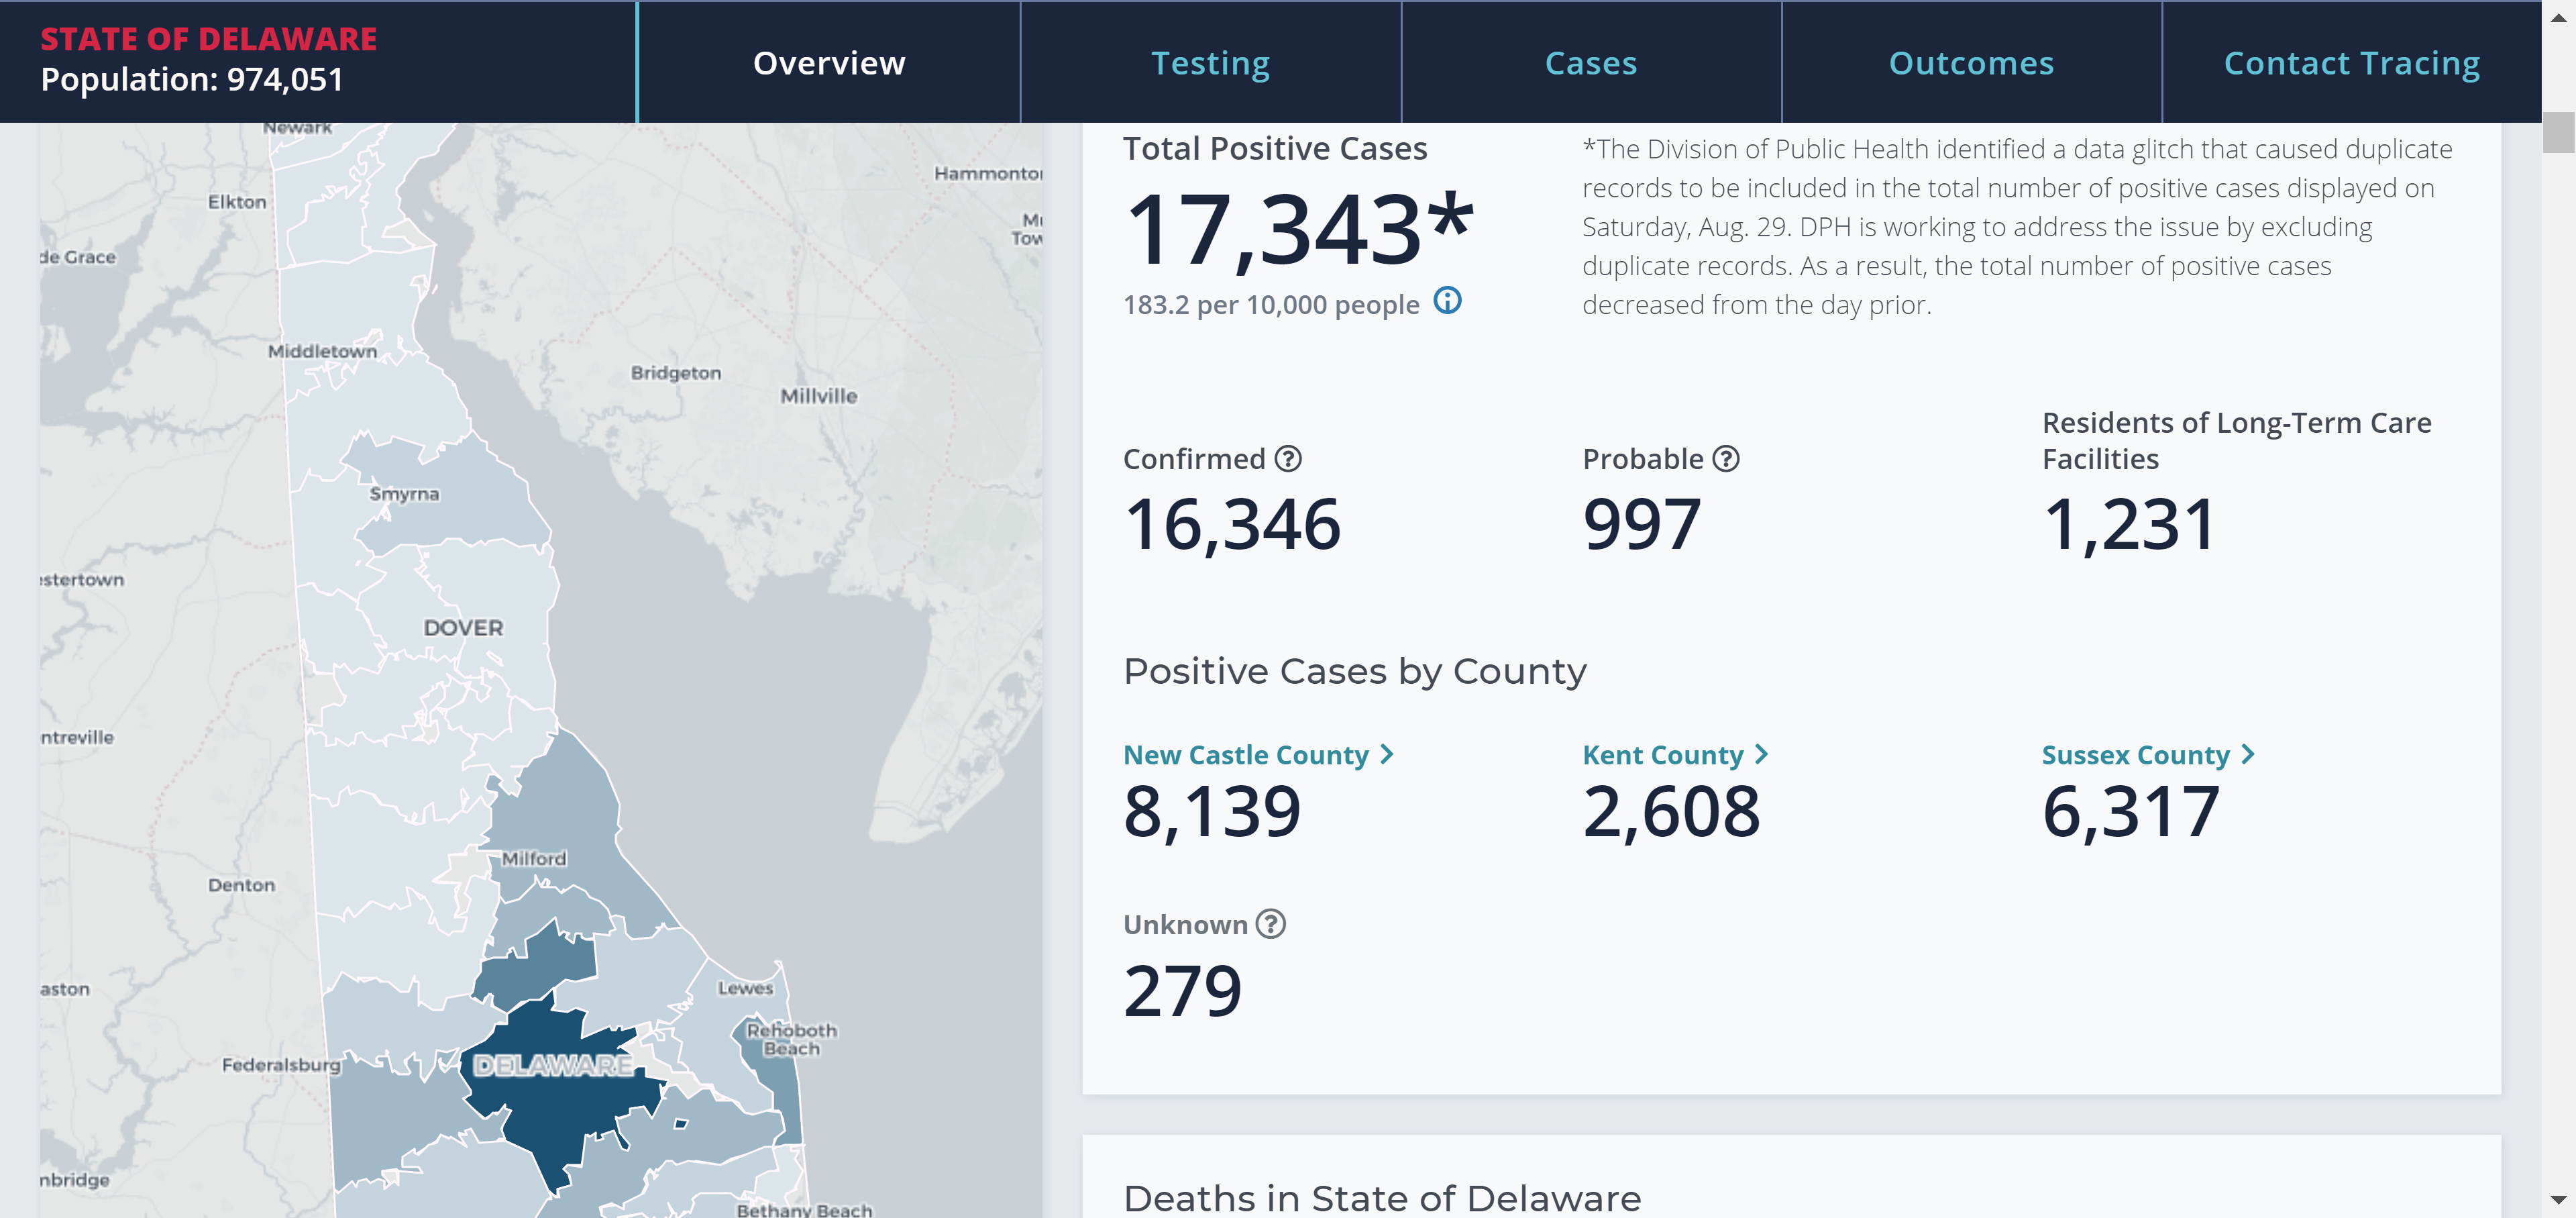 STATE OF DELAWARE
Population: 974,051
Overview
Testing
Cases
Outcomes
Contact Tracing
Newark
Elkton
de Grace
Middletown
Smyrna
estertown
DOVER
ntreville
Milford
Denton
aston
Lewes
Rehoboth
Beach
Federalsburg
DELAWARE
nbridge
Bethany Beach
Hammonton
Bridgeton
Millville
Total Positive Cases
17,343*
183.2 per 10,000 people
*The Division of Public Health identified a data glitch that caused duplicate
records to be included in the total number of positive cases displayed on
Saturday, Aug. 29. DPH is working to address the issue by excluding
duplicate records. As a result, the total number of positive cases
decreased from the day prior.
Confirmed
16,346
Probable
997
Residents of Long-Term Care
Facilities
1,231
Positive Cases by County
New Castle County
8,139
Kent County
2,608
Sussex County
6,317
Unknown
279
Deaths in State of Delaware